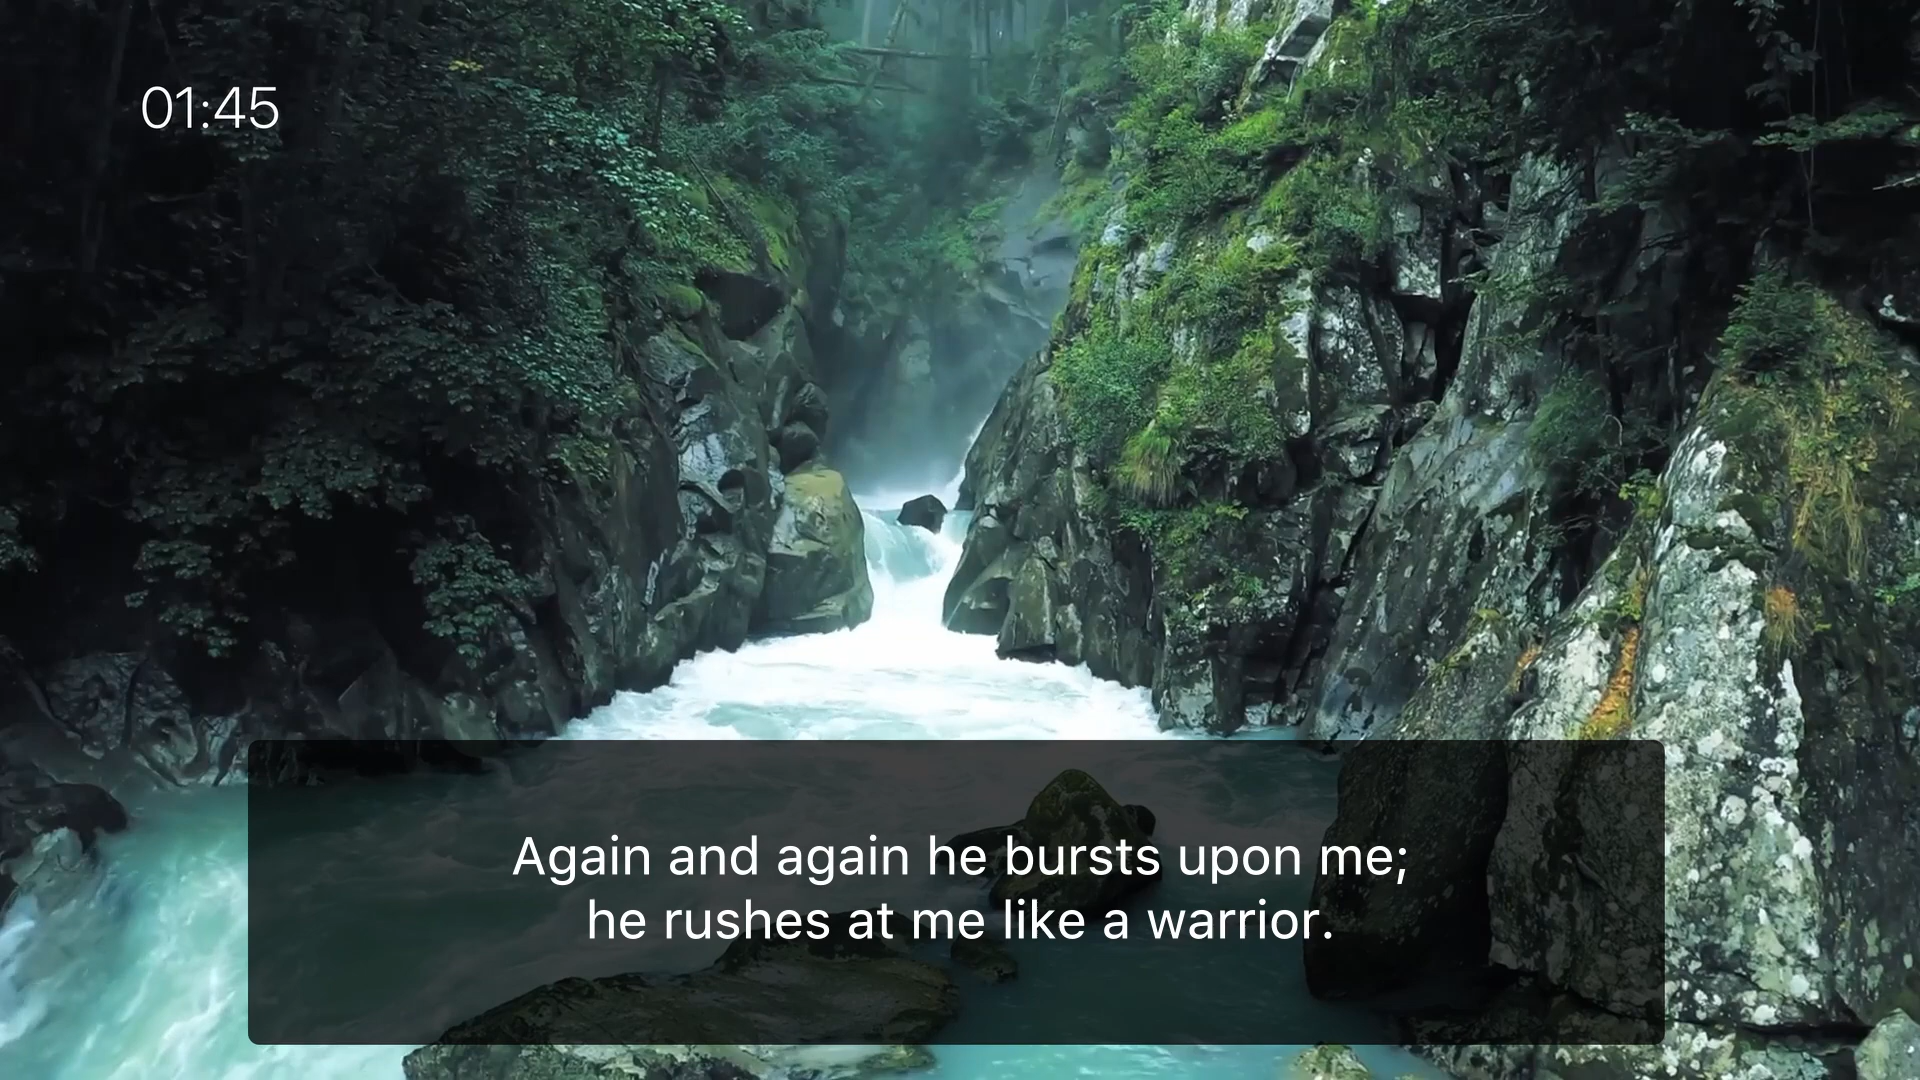 01:45
Again and again he bursts upon me;
he rushes at me like a warrior.